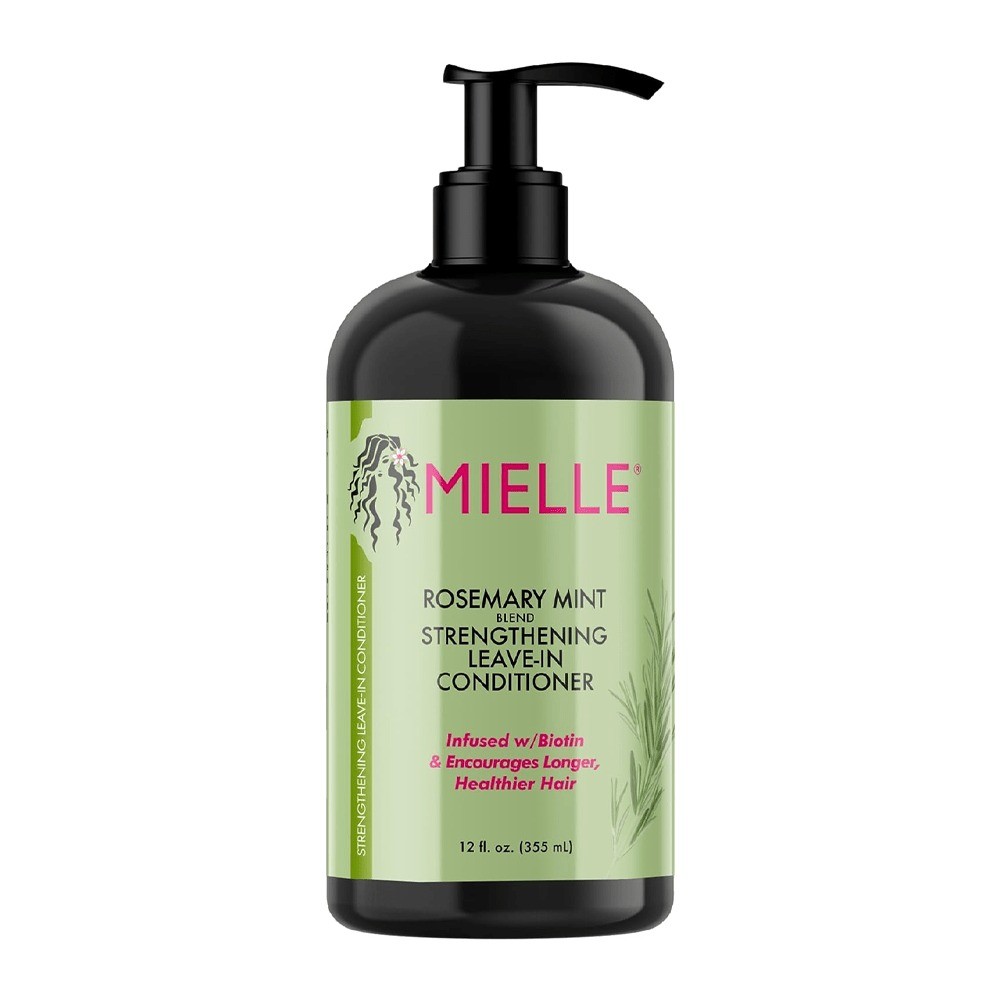 MIELLE®
ROSEMARY MINT
BLEND
STRENGTHENING
LEAVE-IN
CONDITIONER
Infused w/Biotin
& Encourages Longer,
Healthier Hair
12 fl. oz. (355 mL)
STRENGTHENING LEAVE-IN CONDITIONER